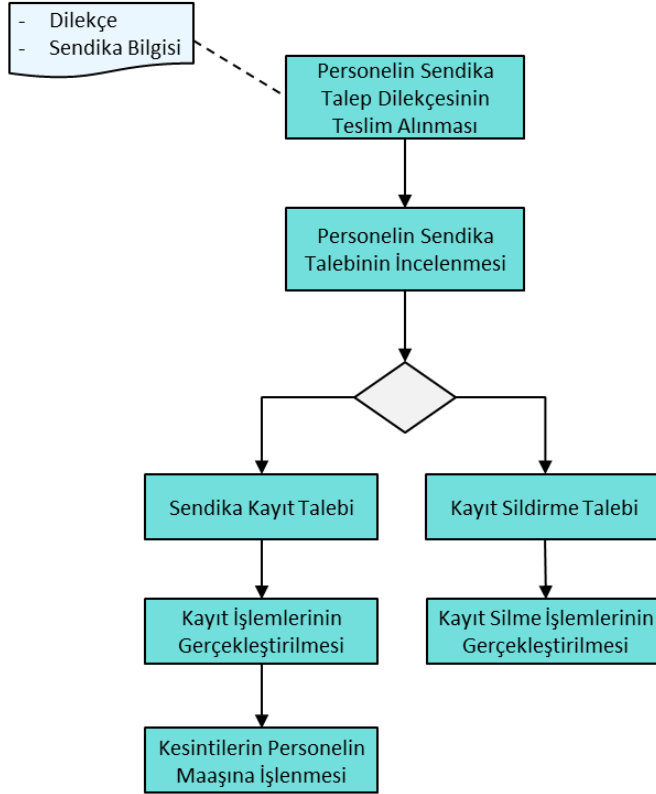 - Dilekçe
- Sendika Bilgisi
Personelin Sendika
Talep Dilekçesinin
Teslim Alınması
Personelin Sendika
Talebinin İncelenmesi
Sendika Kayıt Talebi
Kayıt Sildirme Talebi
Kayıt İşlemlerinin
Gerçekleştirilmesi
Kayıt Silme İşlemlerinin
Gerçekleştirilmesi
Kesintilerin Personelin
Maaşına İşlenmesi